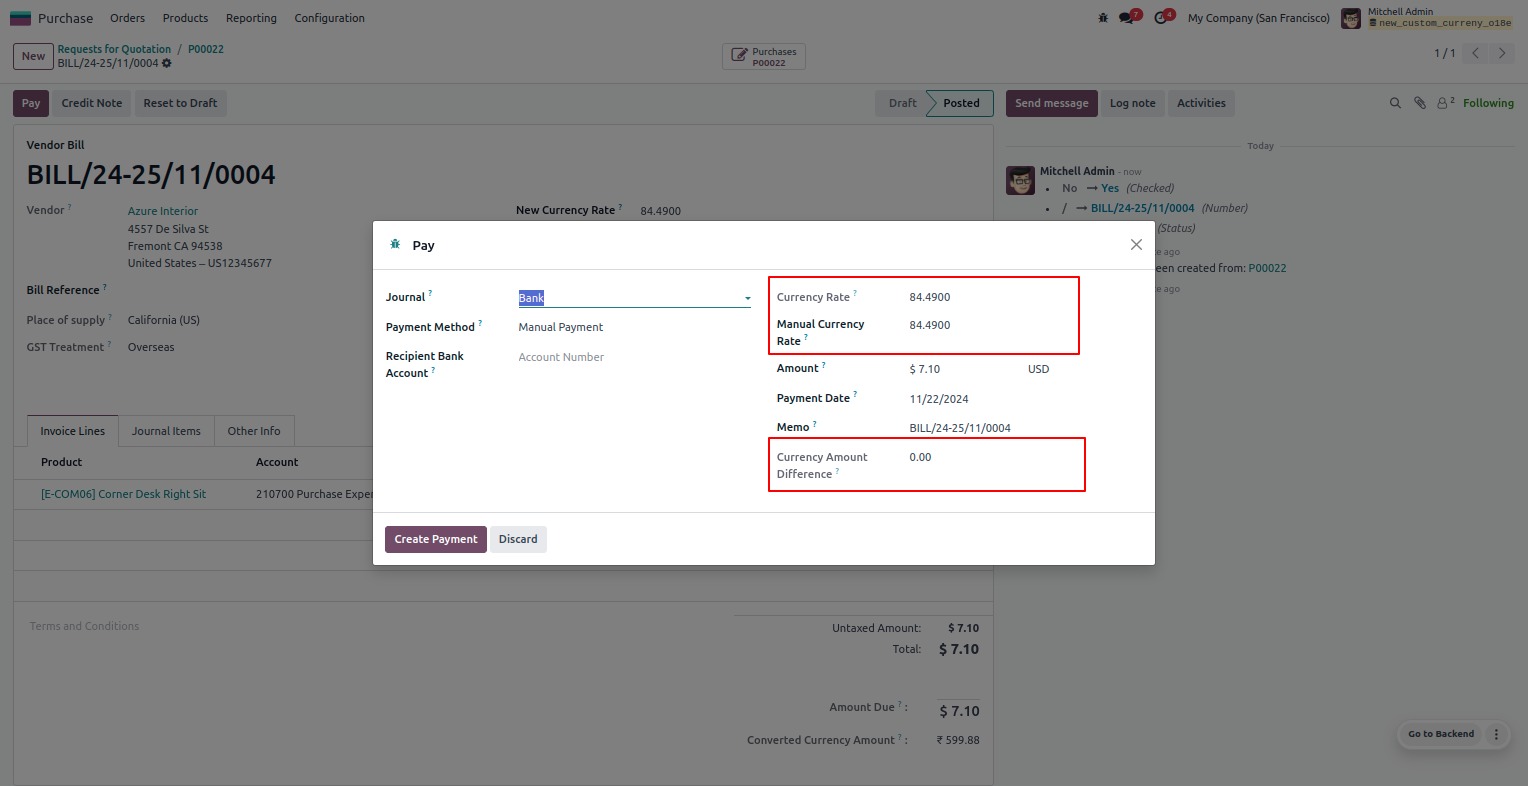 Purchase Orders Products Reporting Configuration
7 4 My Company (San Francisco) Mitchell Admin
new_custom_curreny_o18e
New Requests for Quotation / P00022
BILL/24-25/11/0004
Purchases
P00022
1 / 1
Pay Credit Note Reset to Draft Draft Posted
Send message Log note Activities 2 Following
Vendor Bill
BILL/24-25/11/0004
Vendor ? Azure Interior
4557 De Silva St
Fremont CA 94538
United States – US12345677
New Currency Rate ? 84.4900
Bill Reference ?
Place of supply ? California (US)
GST Treatment ? Overseas
Invoice Lines Journal Items Other Info
Product Account
[E-COM06] Corner Desk Right Sit 210700 Purchase Exper
Terms and Conditions
Untaxed Amount: $ 7.10
Total: $ 7.10
Amount Due ? : $ 7.10
Converted Currency Amount ? : ₹ 599.88
Today
Mitchell Admin - now
• No → Yes (Checked)
• / → BILL/24-25/11/0004 (Number)
(Status)
te ago
een created from: P00022
te ago
Go to Backend
Pay
Journal ? Bank
Payment Method ? Manual Payment
Recipient Bank
Account ? Account Number
Currency Rate ? 84.4900
Manual Currency
Rate ? 84.4900
Amount ? $ 7.10 USD
Payment Date ? 11/22/2024
Memo ? BILL/24-25/11/0004
Currency Amount
Difference ? 0.00
Create Payment Discard